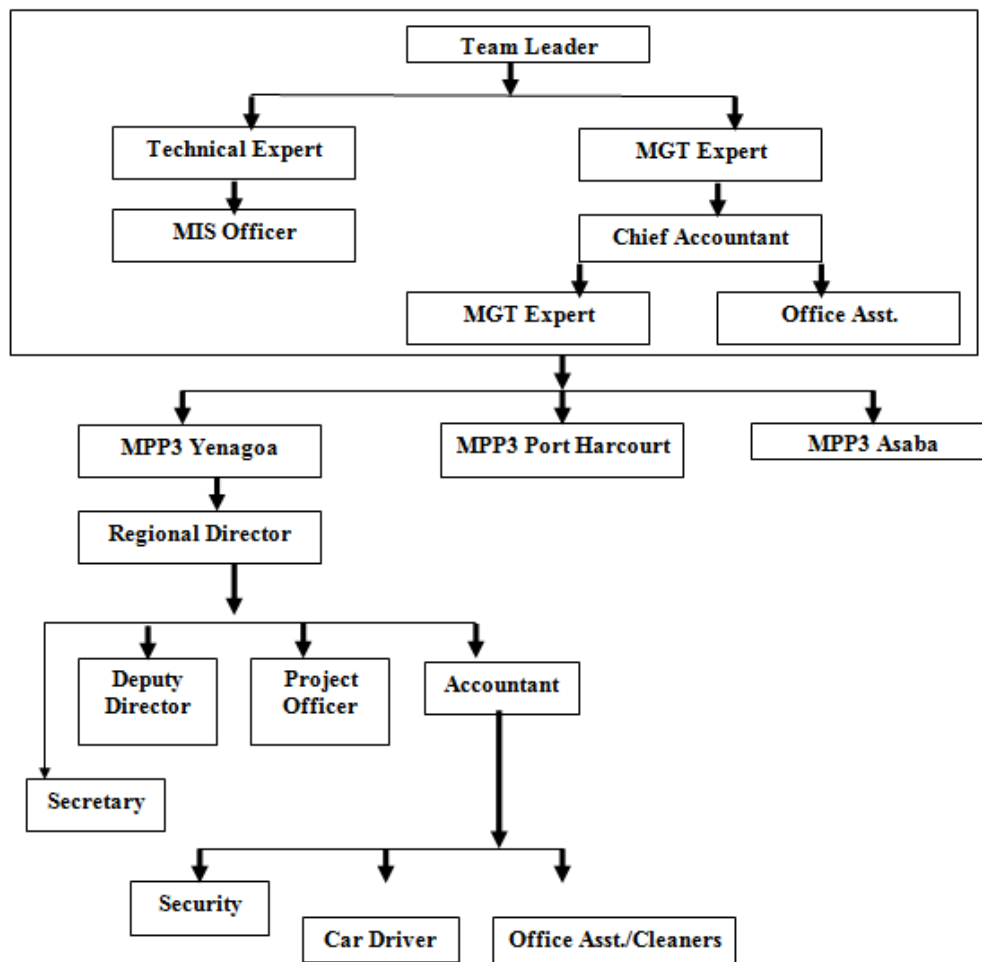 Team Leader
Technical Expert
MGT Expert
MIS Officer
Chief Accountant
MGT Expert
Office Asst.
MPP3 Yenagoa
MPP3 Port Harcourt
MPP3 Asaba
Regional Director
Deputy
Director
Project
Officer
Accountant
Secretary
Security
Car Driver
Office Asst./Cleaners